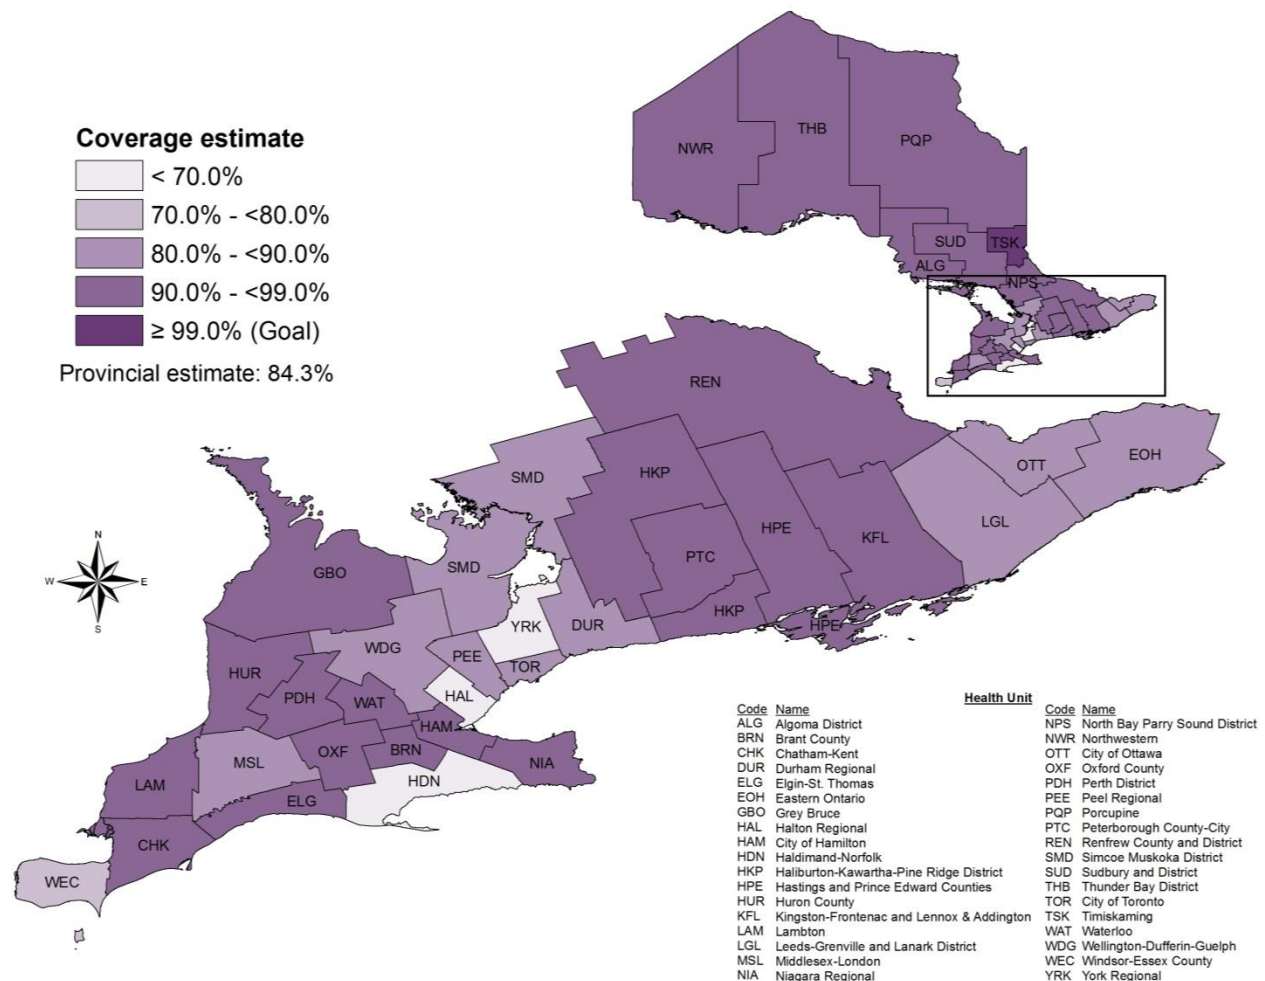 Coverage estimate
< 70.0%
70.0% - <80.0%
80.0% - <90.0%
90.0% - <99.0%
≥ 99.0% (Goal)
Provincial estimate: 84.3%
NWR
THB
PQP
SUD
TSK
ALG
NPS
REN
SMD
HKP
OTT
EOH
HPE
KFL
LGL
PTC
GBO
SMD
HKP
HPE
YRK
DUR
WDG
PEE
TOR
HUR
PDH
WAT
HAL
HAM
OXF
BRN
MSL
HDN
NIA
LAM
ELG
CHK
WEC
N
W
E
S
Health Unit
Code Name
ALG Algoma District
BRN Brant County
CHK Chatham-Kent
DUR Durham Regional
ELG Elgin-St. Thomas
EOH Eastern Ontario
GBO Grey Bruce
HAL Halton Regional
HAM City of Hamilton
HDN Haldimand-Norfolk
HKP Haliburton-Kawartha-Pine Ridge District
HPE Hastings and Prince Edward Counties
HUR Huron County
KFL Kingston-Frontenac and Lennox & Addington
LAM Lambton
LGL Leeds-Grenville and Lanark District
MSL Middlesex-London
NIA Niagara Regional
Code Name
NPS North Bay Parry Sound District
NWR Northwestern
OTT City of Ottawa
OXF Oxford County
PDH Perth District
PEE Peel Regional
PQP Porcupine
PTC Peterborough County-City
REN Renfrew County and District
SMD Simcoe Muskoka District
SUD Sudbury and District
THB Thunder Bay District
TOR City of Toronto
TSK Timiskaming
WAT Waterloo
WDG Wellington-Dufferin-Guelph
WEC Windsor-Essex County
YRK York Regional